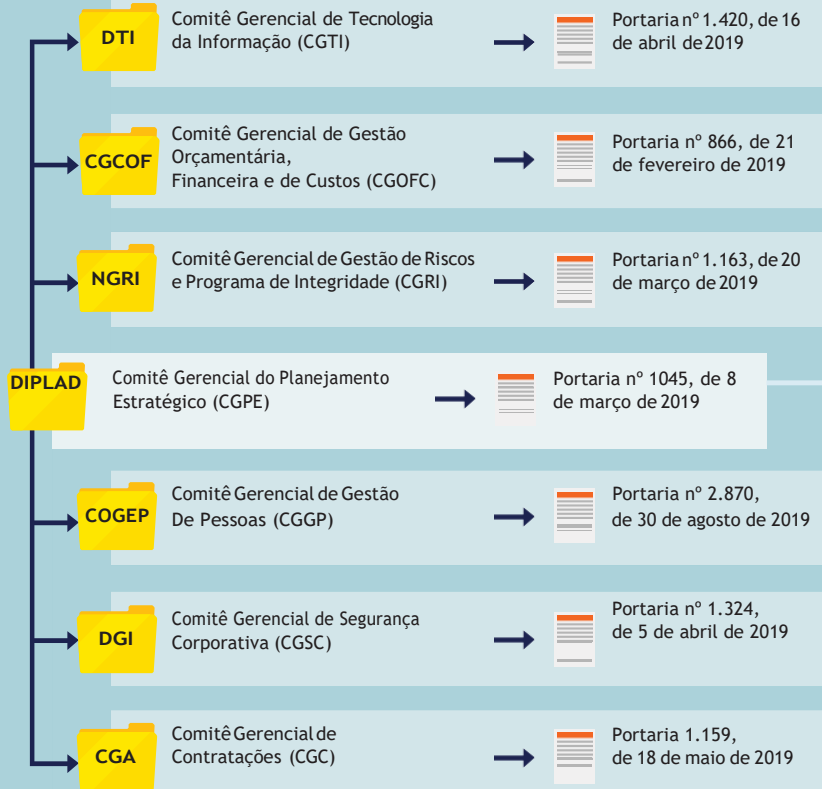 DTI
Comitê Gerencial de Tecnologia
da Informação (CGTI)
Portaria nº 1.420, de 16
de abril de 2019
CGCOF
Comitê Gerencial de Gestão
Orçamentária,
Financeira e de Custos (CGOFC)
Portaria nº 866, de 21
de fevereiro de 2019
NGRI
Comitê Gerencial de Gestão de Riscos
e Programa de Integridade (CGRI)
Portaria nº 1.163, de 20
de março de 2019
DIPLAD
Comitê Gerencial do Planejamento
Estratégico (CGPE)
Portaria nº 1045, de 8
de março de 2019
COGEP
Comitê Gerencial de Gestão
De Pessoas (CGGP)
Portaria nº 2.870,
de 30 de agosto de 2019
DGI
Comitê Gerencial de Segurança
Corporativa (CGSC)
Portaria nº 1.324,
de 5 de abril de 2019
CGA
Comitê Gerencial de
Contratações (CGC)
Portaria 1.159,
de 18 de maio de 2019